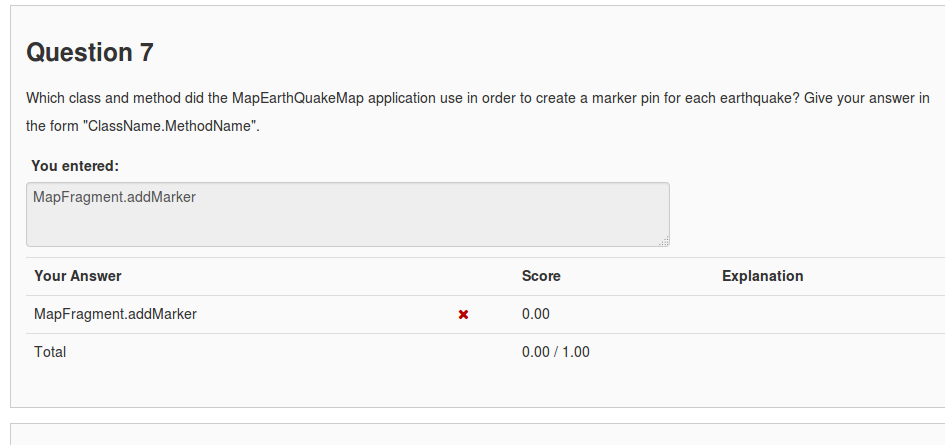 Question 7
Which class and method did the MapEarthQuakeMap application use in order to create a marker pin for each earthquake? Give your answer in
the form "ClassName.MethodName".
You entered:
MapFragment.addMarker
Your Answer Score Explanation
MapFragment.addMarker ✖ 0.00
Total 0.00 / 1.00